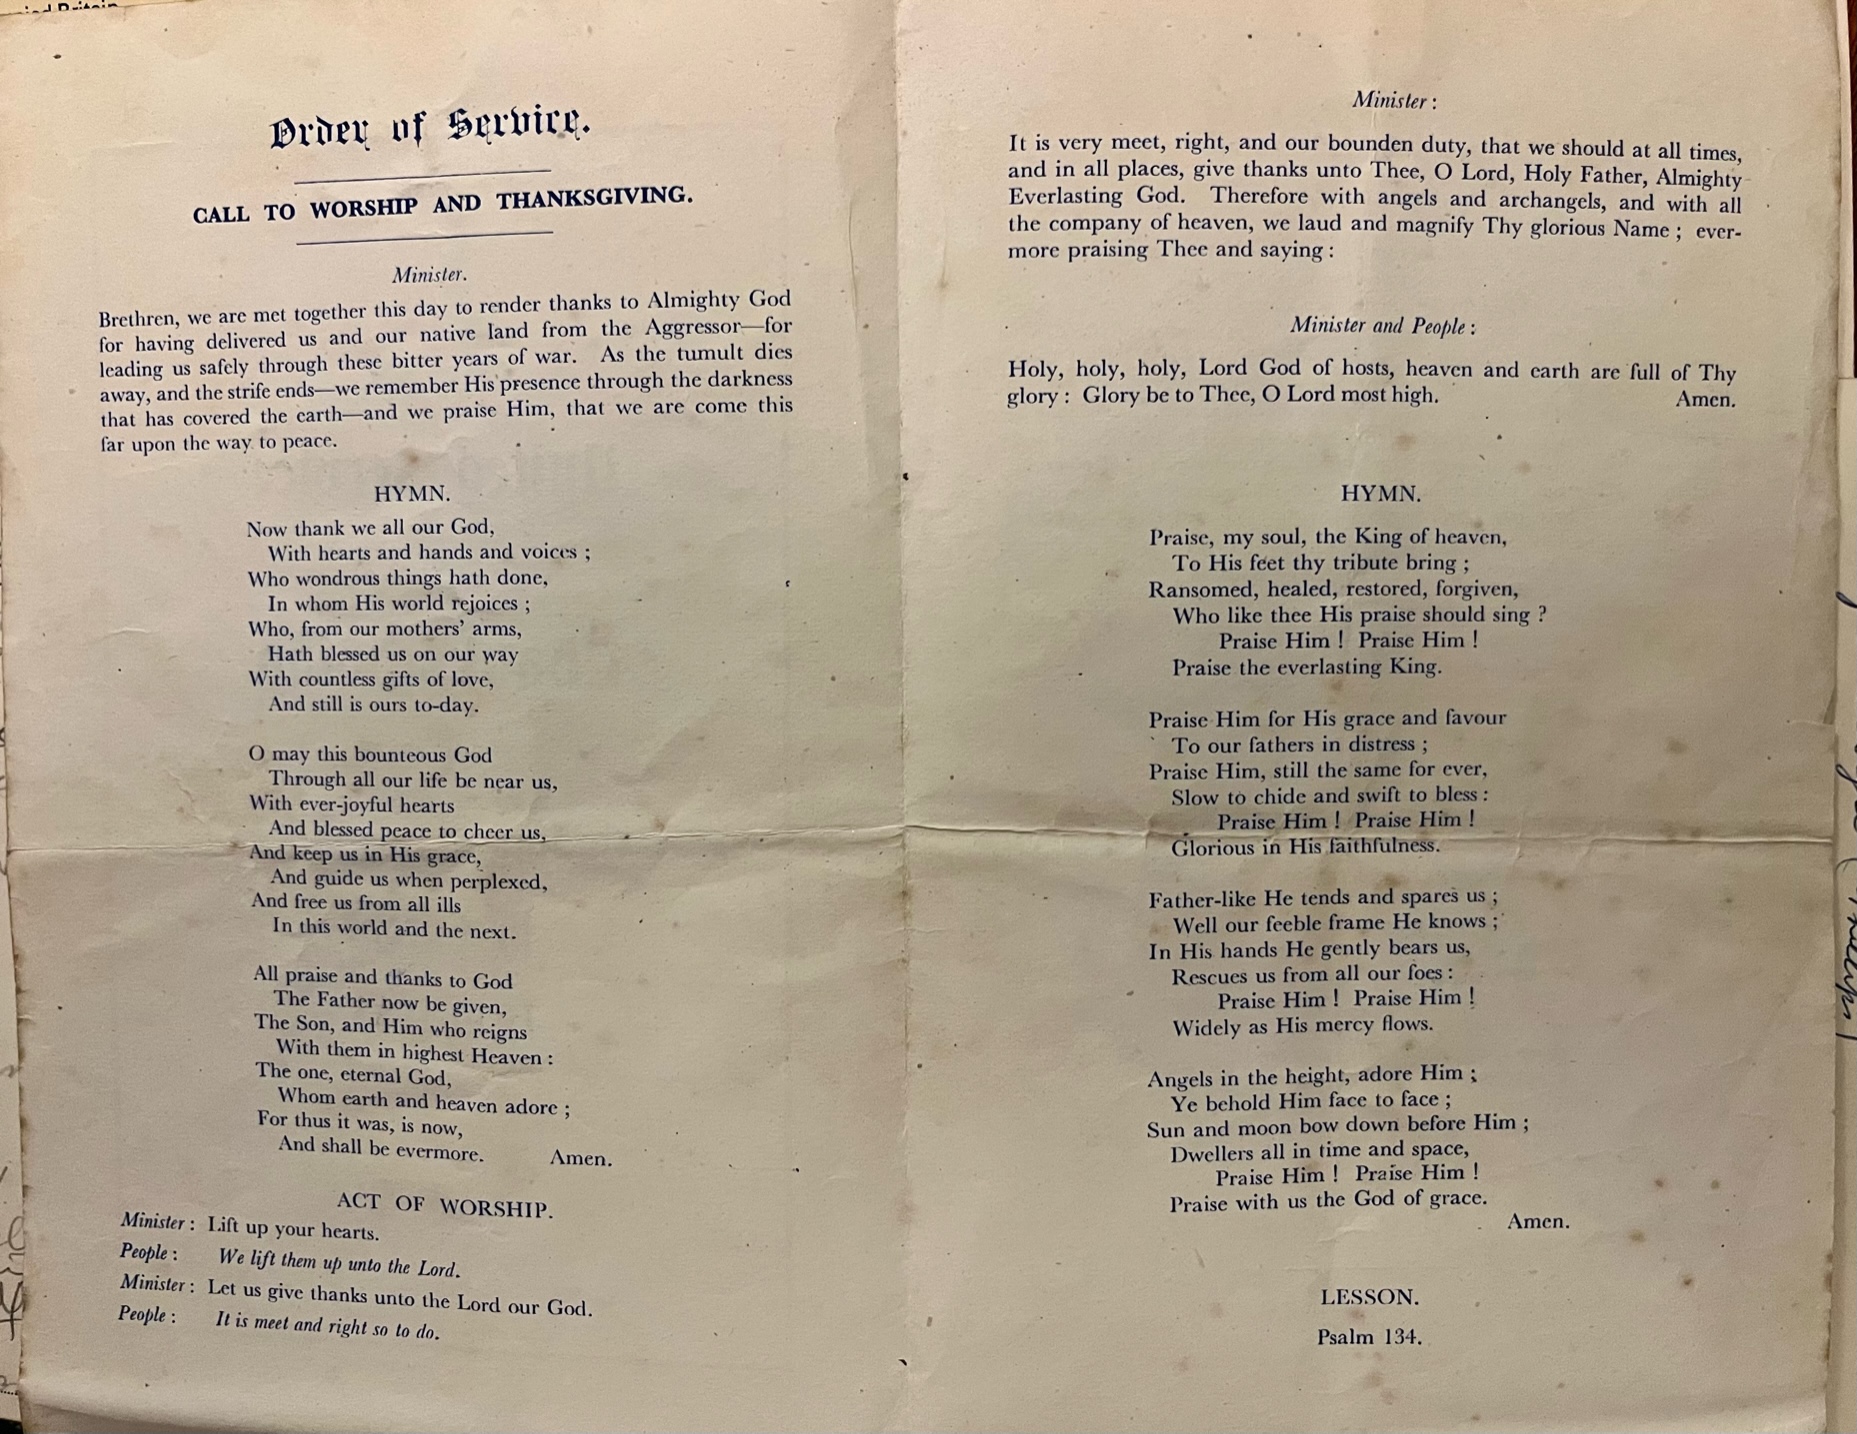 Order of Service.
CALL TO WORSHIP AND THANKSGIVING.
Minister.
Brethren, we are met together this day to render thanks to Almighty God
for having delivered us and our native land from the Aggressor—for
leading us safely through these bitter years of war. As the tumult dies
away, and the strife ends—we remember His presence through the darkness
that has covered the earth—and we praise Him, that we are come this
far upon the way to peace.
HYMN.
Now thank we all our God,
With hearts and hands and voices ;
Who wondrous things hath done,
In whom His world rejoices ;
Who, from our mothers' arms,
Hath blessed us on our way
With countless gifts of love,
And still is ours to-day.
O may this bounteous God
Through all our life be near us,
With ever-joyful hearts
And blessed peace to cheer us,
And keep us in His grace,
And guide us when perplexed,
And free us from all ills
In this world and the next.
All praise and thanks to God
The Father now be given,
The Son, and Him who reigns
With them in highest Heaven :
The one, eternal God,
Whom earth and heaven adore ;
For thus it was, is now,
And shall be evermore. Amen.
ACT OF WORSHIP.
Minister : Lift up your hearts.
People : We lift them up unto the Lord.
Minister : Let us give thanks unto the Lord our God.
People : It is meet and right so to do.
Minister :
It is very meet, right, and our bounden duty, that we should at all times,
and in all places, give thanks unto Thee, O Lord, Holy Father, Almighty
Everlasting God. Therefore with angels and archangels, and with all
the company of heaven, we laud and magnify Thy glorious Name ; ever-
more praising Thee and saying :
Minister and People :
Holy, holy, holy, Lord God of hosts, heaven and earth are full of Thy
glory : Glory be to Thee, O Lord most high. Amen.
HYMN.
Praise, my soul, the King of heaven,
To His feet thy tribute bring ;
Ransomed, healed, restored, forgiven,
Who like thee His praise should sing ?
Praise Him ! Praise Him !
Praise the everlasting King.
Praise Him for His grace and favour
To our fathers in distress ;
Praise Him, still the same for ever,
Slow to chide and swift to bless :
Praise Him ! Praise Him !
Glorious in His faithfulness.
Father-like He tends and spares us ;
Well our feeble frame He knows ;
In His hands He gently bears us,
Rescues us from all our foes :
Praise Him ! Praise Him !
Widely as His mercy flows.
Angels in the height, adore Him ;
Ye behold Him face to face ;
Sun and moon bow down before Him ;
Dwellers all in time and space,
Praise Him ! Praise Him !
Praise with us the God of grace.
Amen.
LESSON.
Psalm 134.